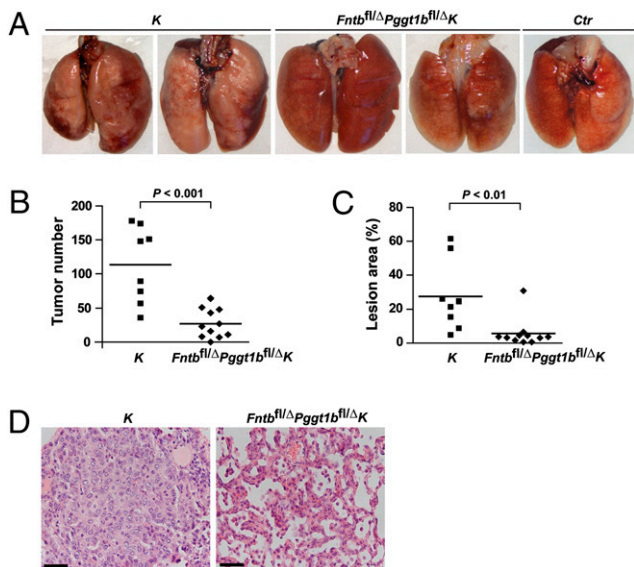 A
K
Fntb^fl/Δ Pggt1b^fl/Δ K
Ctr
B
P < 0.001
Tumor number
200
150
100
50
0
K
Fntb^fl/Δ Pggt1b^fl/Δ K
C
P < 0.01
Lesion area (%)
80
60
40
20
0
K
Fntb^fl/Δ Pggt1b^fl/Δ K
D
K
Fntb^fl/Δ Pggt1b^fl/Δ K